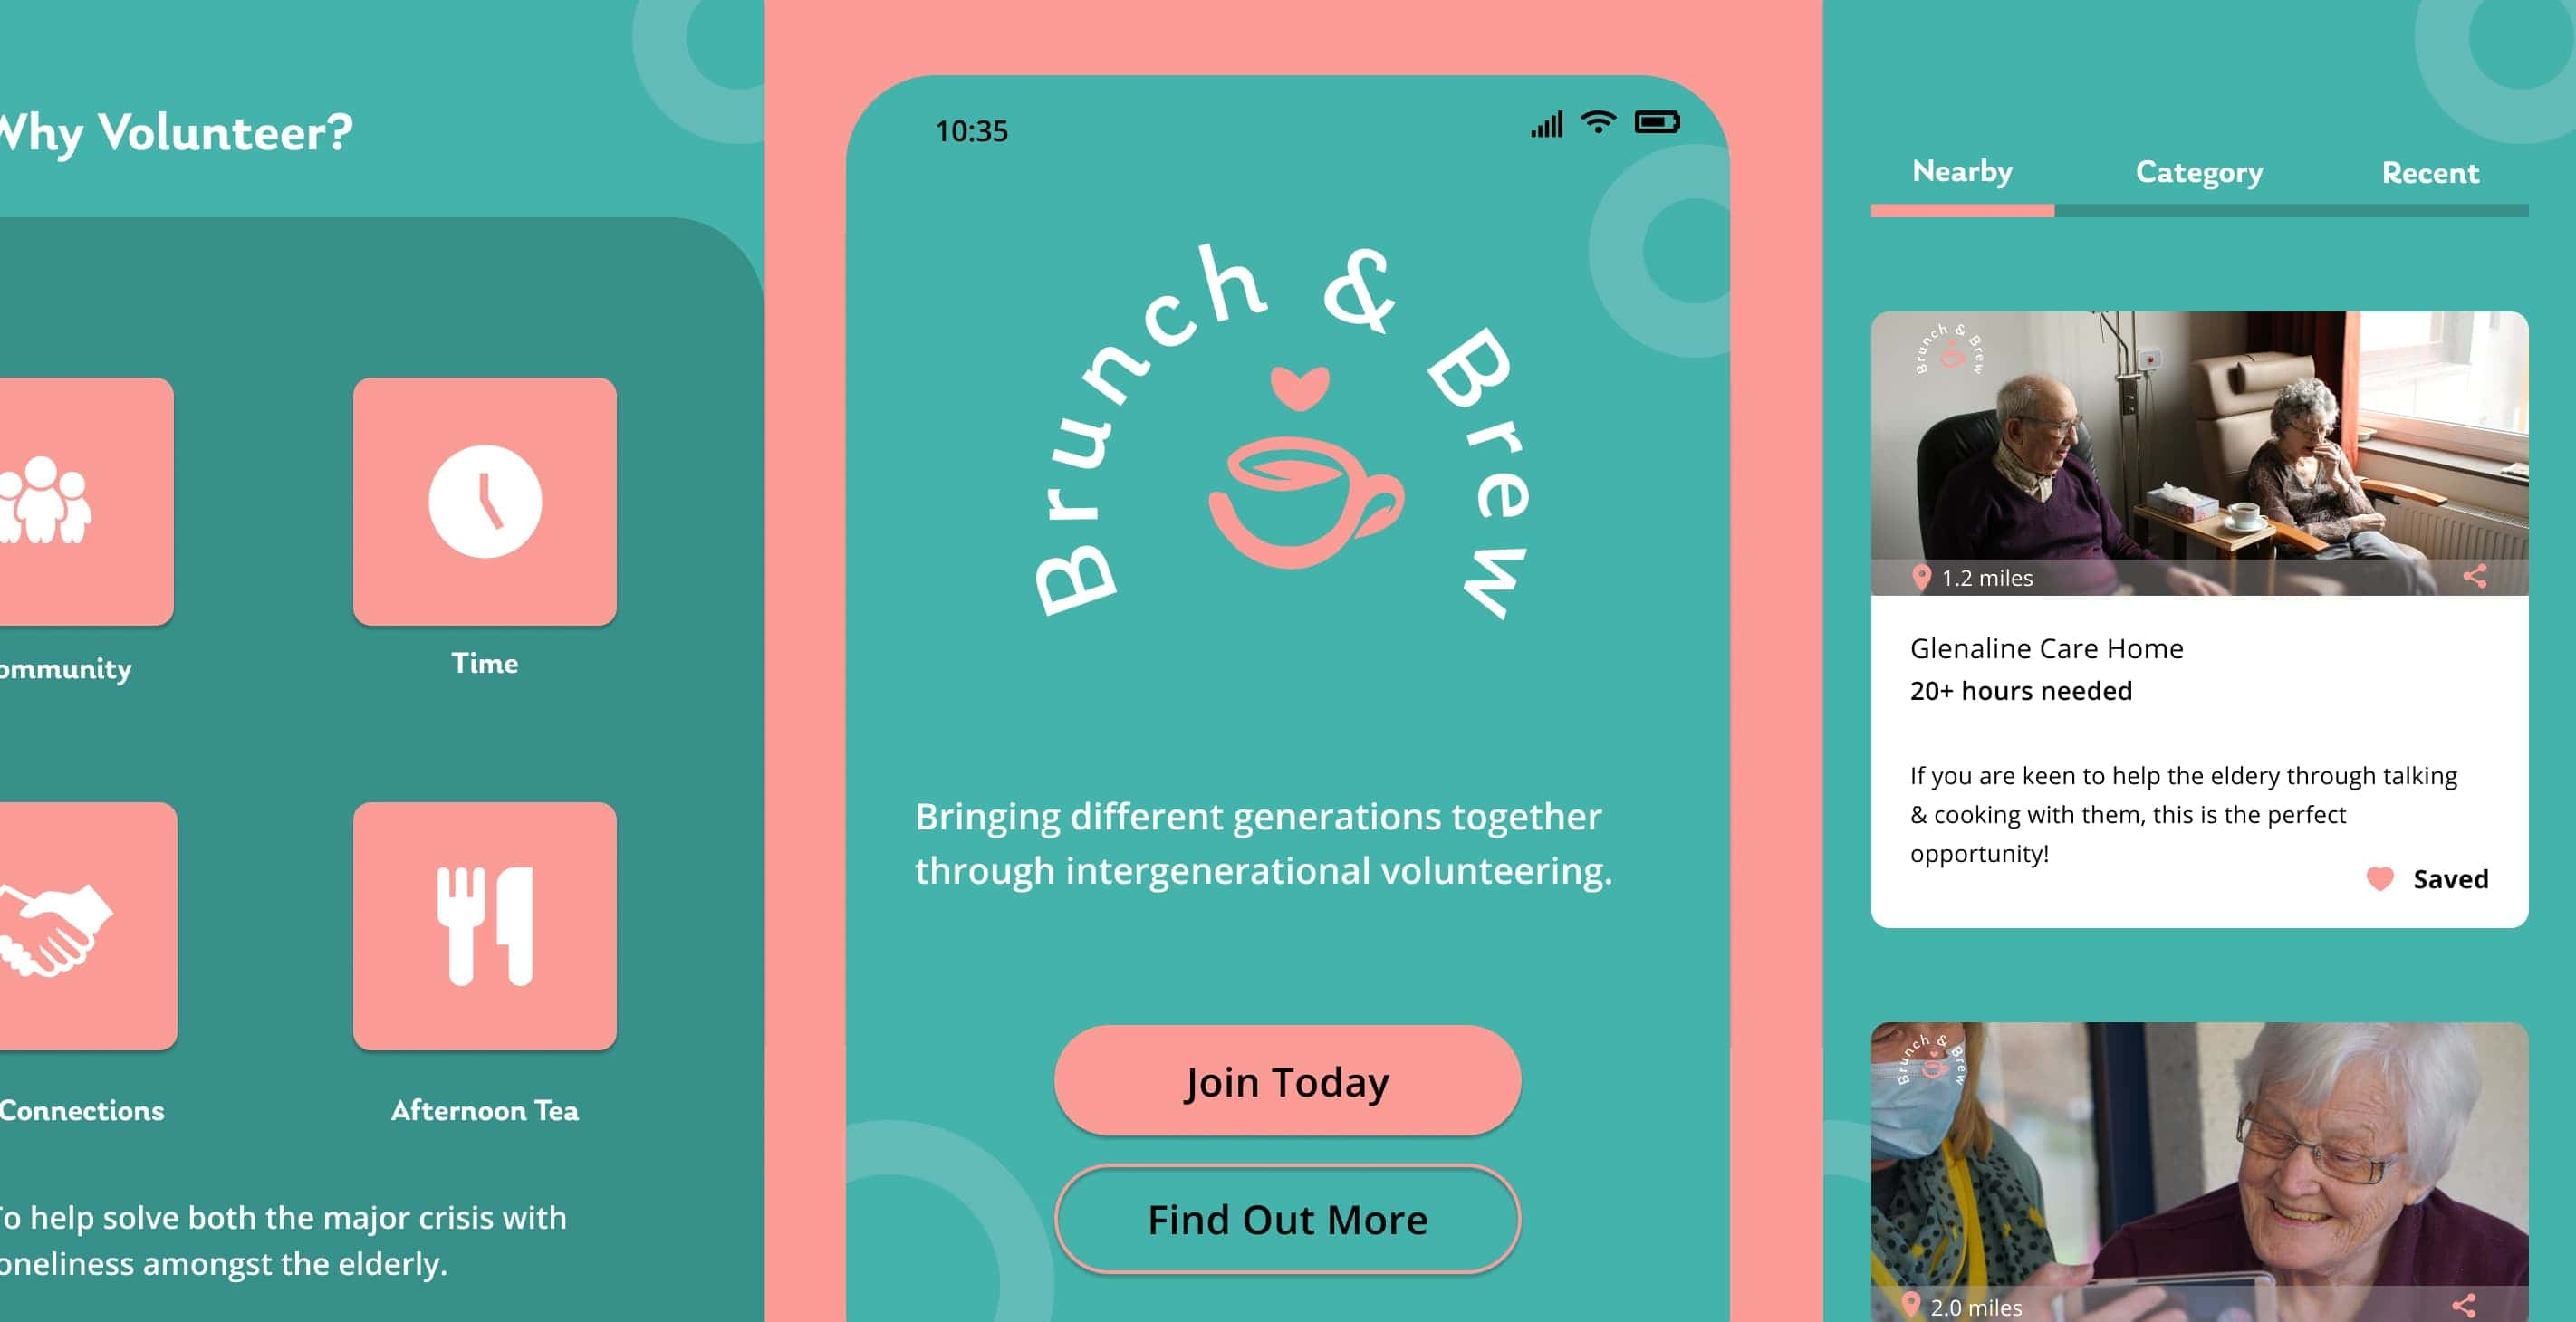 Why Volunteer?
ommunity
Time
Connections
Afternoon Tea
To help solve both the major crisis with
oneliness amongst the elderly.
10:35
Brunch & Brew
Bringing different generations together
through intergenerational volunteering.
Join Today
Find Out More
Nearby
Category
Recent
Brunch & Brew
1.2 miles
Glenaline Care Home
20+ hours needed
If you are keen to help the eldery through talking
& cooking with them, this is the perfect
opportunity!
Saved
Brunch & Brew
2.0 miles